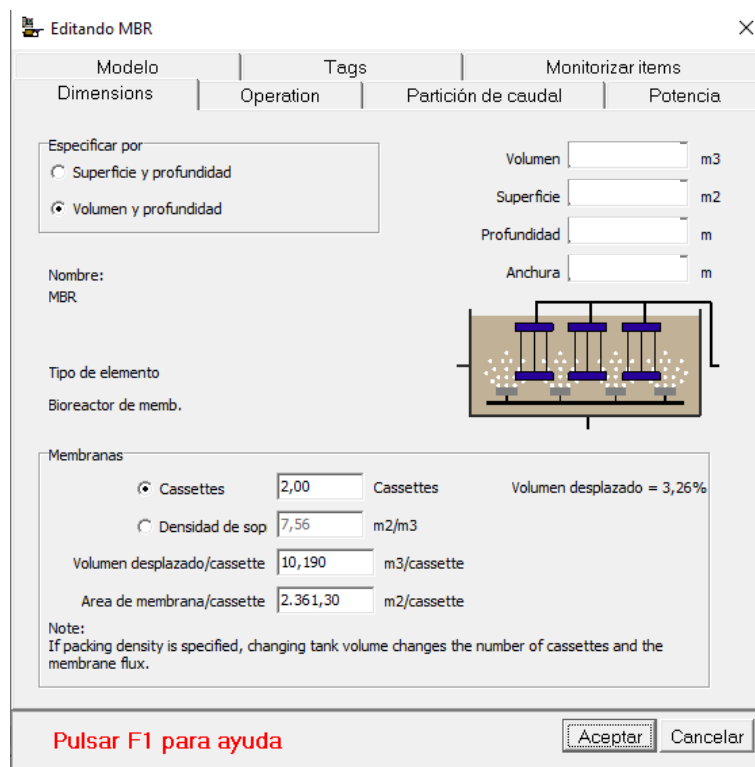 Editando MBR
Modelo
Tags
Monitorizar items
Dimensions
Operation
Partición de caudal
Potencia
Especificar por
Superficie y profundidad
Volumen y profundidad
Volumen m3
Superficie m2
Profundidad m
Anchura m
Nombre:
MBR
Tipo de elemento
Bioreactor de memb.
Membranas
Cassettes 2,00 Cassettes Volumen desplazado = 3,26%
Densidad de sop 7,56 m2/m3
Volumen desplazado/cassette 10,190 m3/cassette
Area de membrana/cassette 2.361,30 m2/cassette
Note:
If packing density is specified, changing tank volume changes the number of cassettes and the
membrane flux.
Pulsar F1 para ayuda
Aceptar
Cancelar